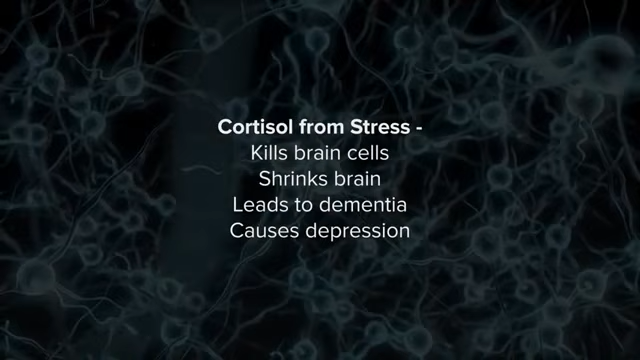 Cortisol from Stress -
Kills brain cells
Shrinks brain
Leads to dementia
Causes depression